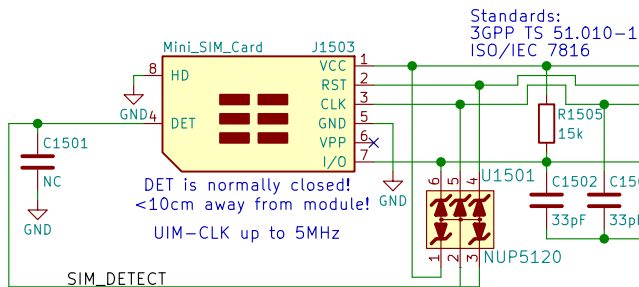 Standards:
3GPP TS 51.010-1
ISO/IEC 7816
Mini_SIM_Card
J1503
8
HD
VCC
1
RST
2
CLK
3
4
DET
GND
5
VPP
6
I/O
7
GND
C1501
NC
GND
GND
DET is normally closed!
<10cm away from module!
UIM-CLK up to 5MHz
R1505
15k
U1501
6
5
4
1
2
3
NUP5120
C1502
33pF
33pF
SIM_DETECT